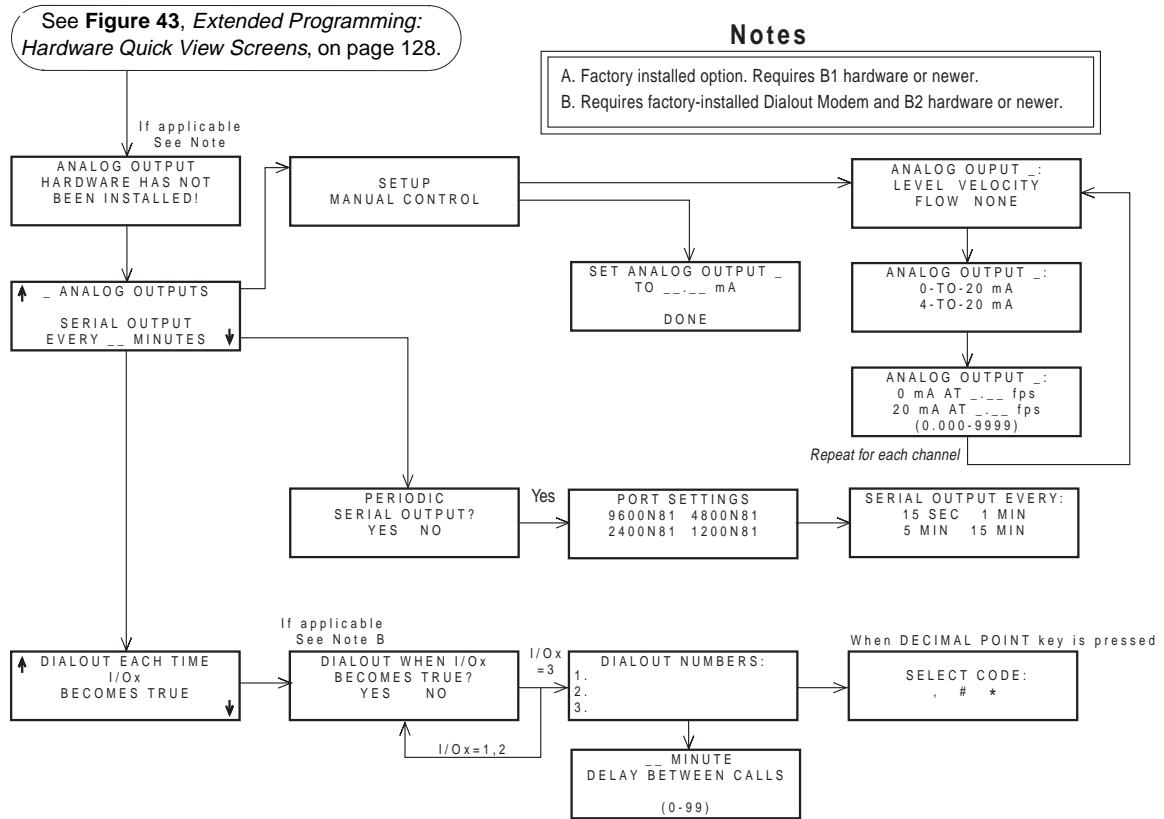 See Figure 43, Extended Programming:
Hardware Quick View Screens, on page 128.
Notes
A. Factory installed option. Requires B1 hardware or newer.
B. Requires factory-installed Dialout Modem and B2 hardware or newer.
If applicable
See Note
ANALOG OUTPUT
HARDWARE HAS NOT
BEEN INSTALLED!
SETUP
MANUAL CONTROL
ANALOG OUPUT _:
LEVEL VELOCITY
FLOW NONE
_ ANALOG OUTPUTS
SERIAL OUTPUT
EVERY __ MINUTES
SET ANALOG OUTPUT _
TO __.__ mA
DONE
ANALOG OUTPUT _:
0-TO-20 mA
4-TO-20 mA
ANALOG OUTPUT _:
0 mA AT _.__ fps
20 mA AT _.__ fps
(0.000-9999)
Repeat for each channel
PERIODIC
SERIAL OUTPUT?
YES NO
Yes
PORT SETTINGS
9600N81 4800N81
2400N81 1200N81
SERIAL OUTPUT EVERY:
15 SEC 1 MIN
5 MIN 15 MIN
DIALOUT EACH TIME
I/Ox
BECOMES TRUE
If applicable
See Note B
DIALOUT WHEN I/Ox
BECOMES TRUE?
YES NO
I/Ox
=3
I/Ox=1,2
DIALOUT NUMBERS:
1.
2.
3.
__ MINUTE
DELAY BETWEEN CALLS
(0-99)
When DECIMAL POINT key is pressed
SELECT CODE:
, # *